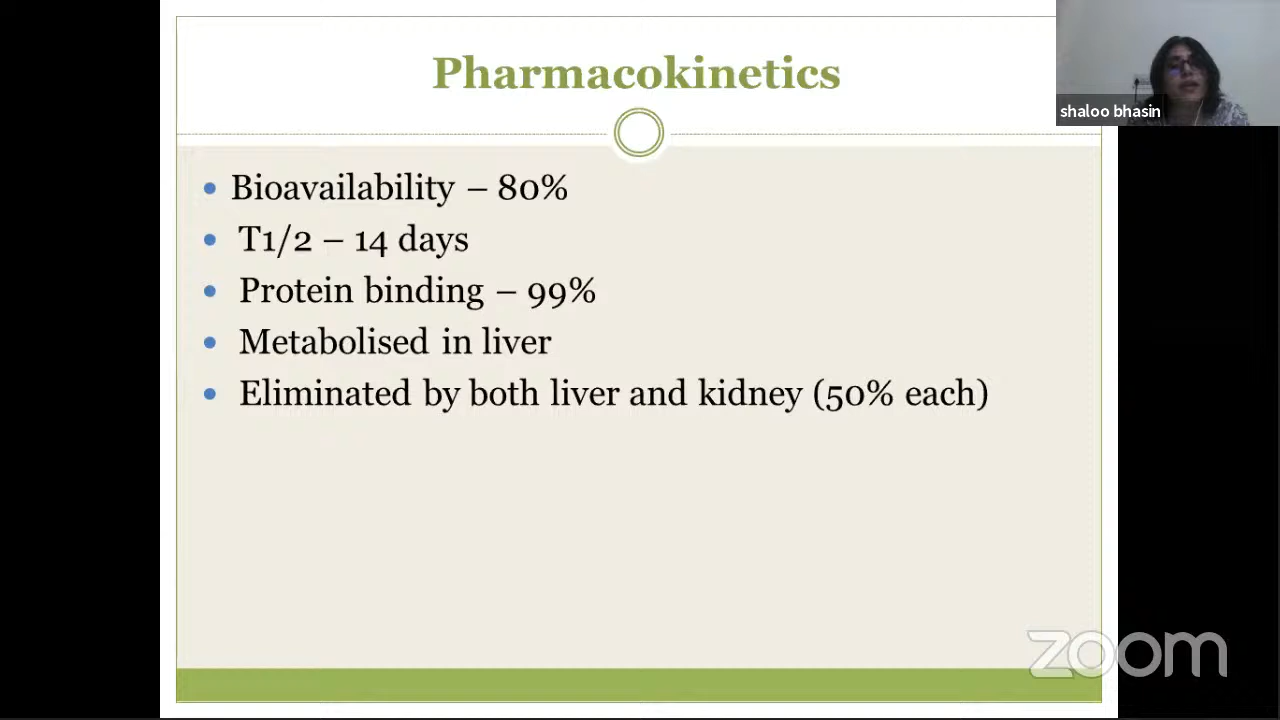 Pharmacokinetics
shaloo bhasin
• Bioavailability – 80%
• T1/2 – 14 days
• Protein binding – 99%
• Metabolised in liver
• Eliminated by both liver and kidney (50% each)
zoom